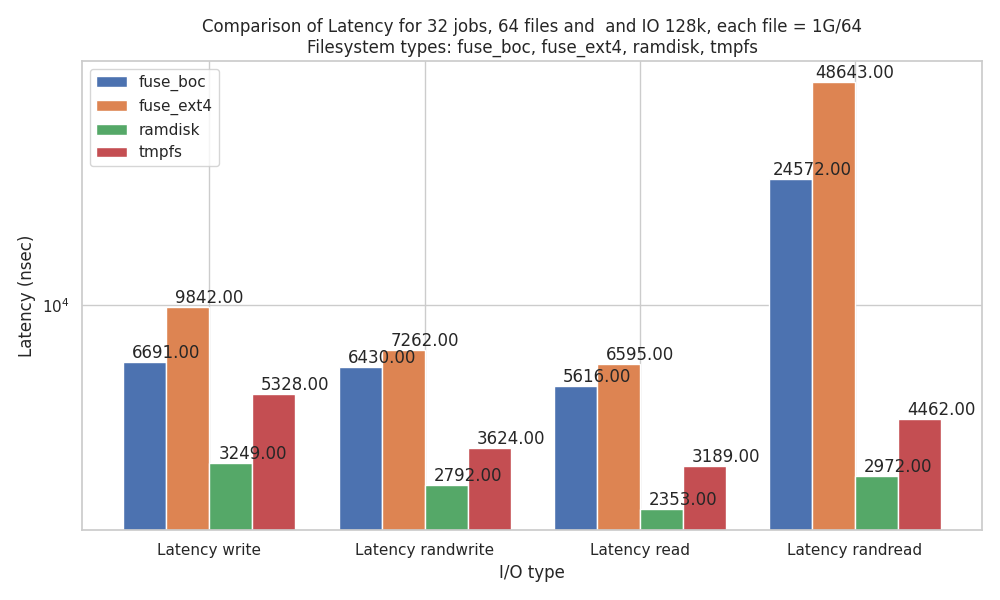 Comparison of Latency for 32 jobs, 64 files and  and IO 128k, each file = 1G/64
Filesystem types: fuse_boc, fuse_ext4, ramdisk, tmpfs
fuse_boc
fuse_ext4
ramdisk
tmpfs
Latency (nsec)
10⁴
6691.00
9842.00
3249.00
5328.00
6430.00
7262.00
2792.00
3624.00
5616.00
6595.00
2353.00
3189.00
24572.00
48643.00
2972.00
4462.00
Latency write
Latency randwrite
Latency read
Latency randread
I/O type